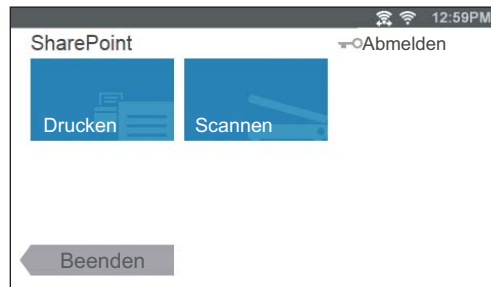 12:59PM
SharePoint
Abmelden
Drucken
Scannen
Beenden